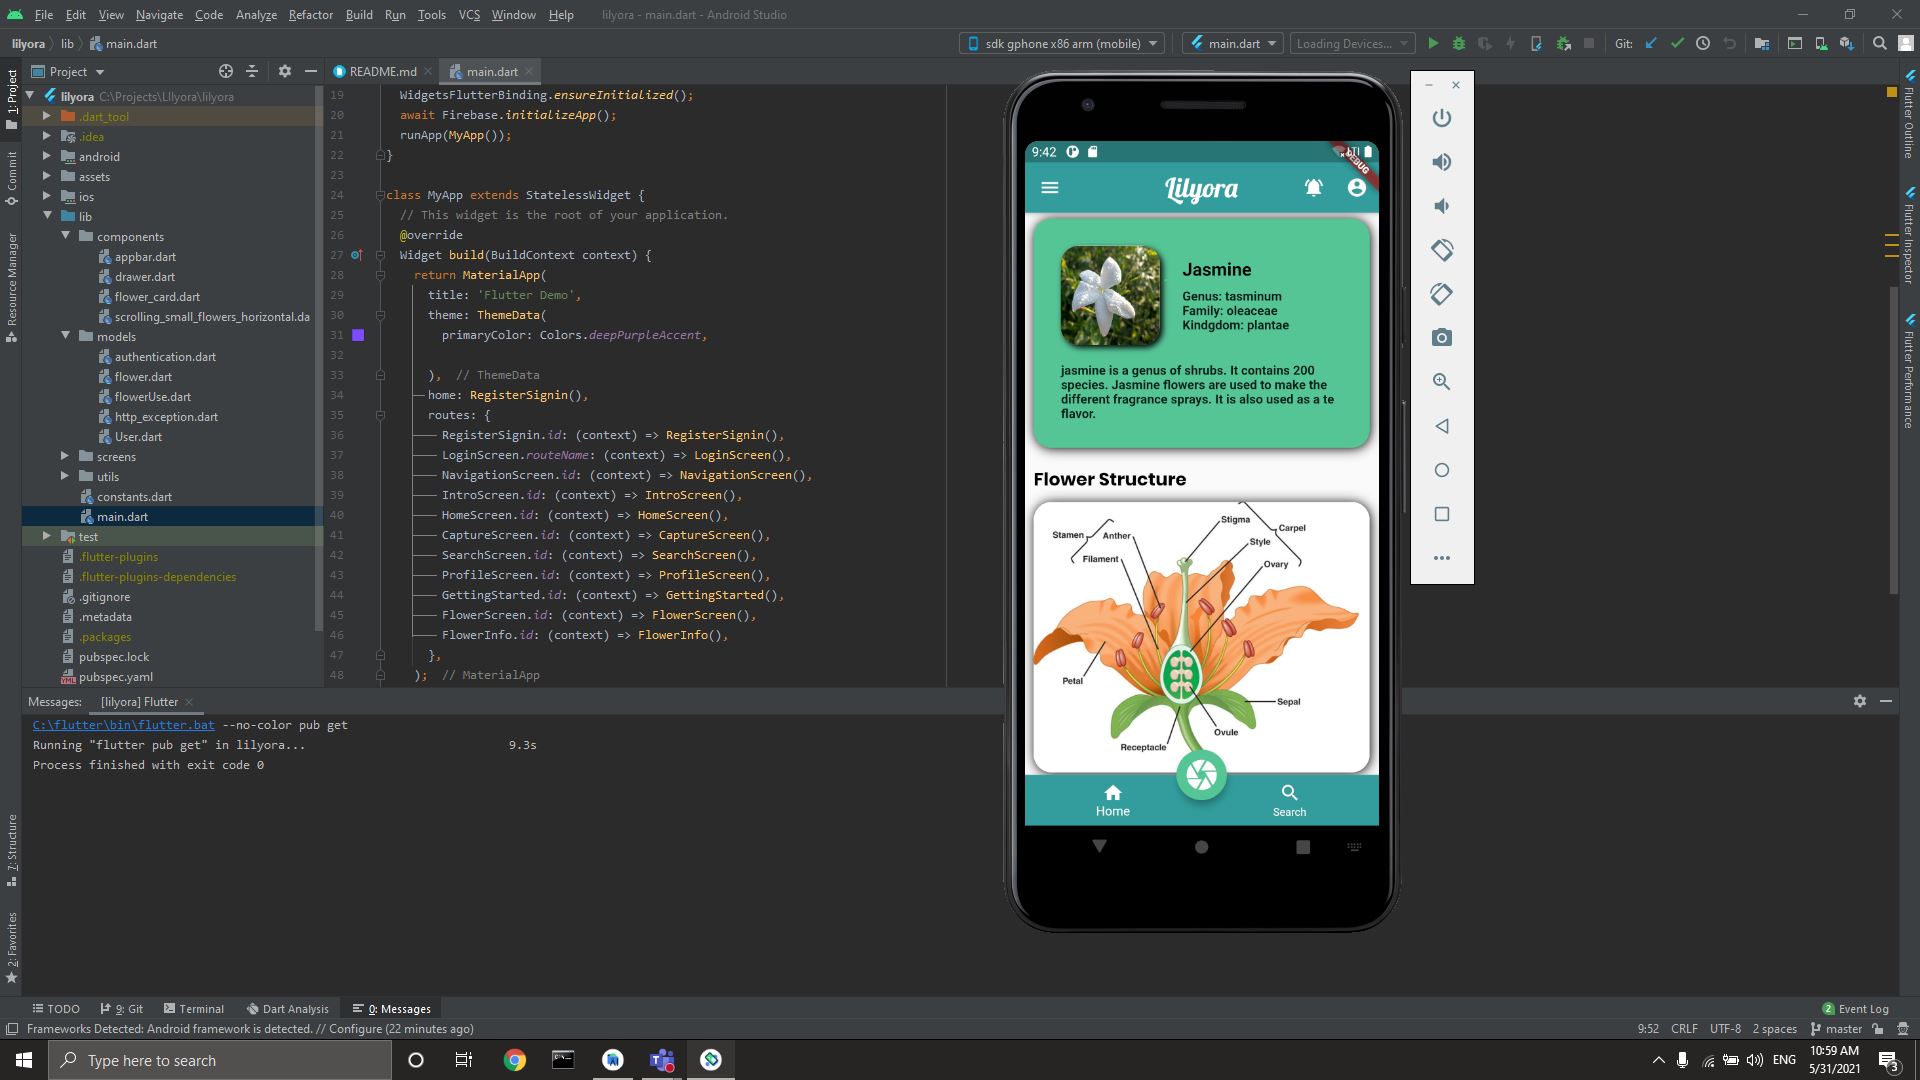 File Edit View Navigate Code Analyze Refactor Build Run Tools VCS Window Help lilyora - main.dart - Android Studio
lilyora lib main.dart
sdk gphone x86 arm (mobile) main.dart Loading Devices... Git:
Project
README.md main.dart
1: Project
Commit
Resource Manager
7: Structure
2: Favorites
lilyora C:\Projects\LIlyora\lilyora
.dart_tool
.idea
android
assets
ios
lib
components
appbar.dart
drawer.dart
flower_card.dart
scrolling_small_flowers_horizontal.da
models
authentication.dart
flower.dart
flowerUse.dart
http_exception.dart
User.dart
screens
utils
constants.dart
main.dart
test
.flutter-plugins
.flutter-plugins-dependencies
.gitignore
.metadata
.packages
pubspec.lock
pubspec.yaml
19 WidgetsFlutterBinding.ensureInitialized();
20 await Firebase.initializeApp();
21 runApp(MyApp());
22 }
23
24 class MyApp extends StatelessWidget {
25 // This widget is the root of your application.
26 @override
27 Widget build(BuildContext context) {
28 return MaterialApp(
29 title: 'Flutter Demo',
30 theme: ThemeData(
31 primaryColor: Colors.deepPurpleAccent,
32
33 ), // ThemeData
34 home: RegisterSignin(),
35 routes: {
36 RegisterSignin.id: (context) => RegisterSignin(),
37 LoginScreen.routeName: (context) => LoginScreen(),
38 NavigationScreen.id: (context) => NavigationScreen(),
39 IntroScreen.id: (context) => IntroScreen(),
40 HomeScreen.id: (context) => HomeScreen(),
41 CaptureScreen.id: (context) => CaptureScreen(),
42 SearchScreen.id: (context) => SearchScreen(),
43 ProfileScreen.id: (context) => ProfileScreen(),
44 GettingStarted.id: (context) => GettingStarted(),
45 FlowerScreen.id: (context) => FlowerScreen(),
46 FlowerInfo.id: (context) => FlowerInfo(),
47 },
48 ); // MaterialApp
9:42
DEBUG
Lilyora
Jasmine
Genus: tasminum
Family: oleaceae
Kindgdom: plantae
jasmine is a genus of shrubs. It contains 200
species. Jasmine flowers are used to make the
different fragrance sprays. It is also used as a te
flavor.
Flower Structure
Stigma
Carpel
Stamen
Anther
Style
Filament
Ovary
Petal
Sepal
Ovule
Receptacle
Home
Search
Flutter Outline
Flutter Inspector
Flutter Performance
Messages: [lilyora] Flutter
C:\flutter\bin\flutter.bat --no-color pub get
Running "flutter pub get" in lilyora... 9.3s
Process finished with exit code 0
TODO 9: Git Terminal Dart Analysis 0: Messages 2 Event Log
Frameworks Detected: Android framework is detected. // Configure (22 minutes ago) 9:52 CRLF UTF-8 2 spaces master
Type here to search
ENG
10:59 AM
5/31/2021
3